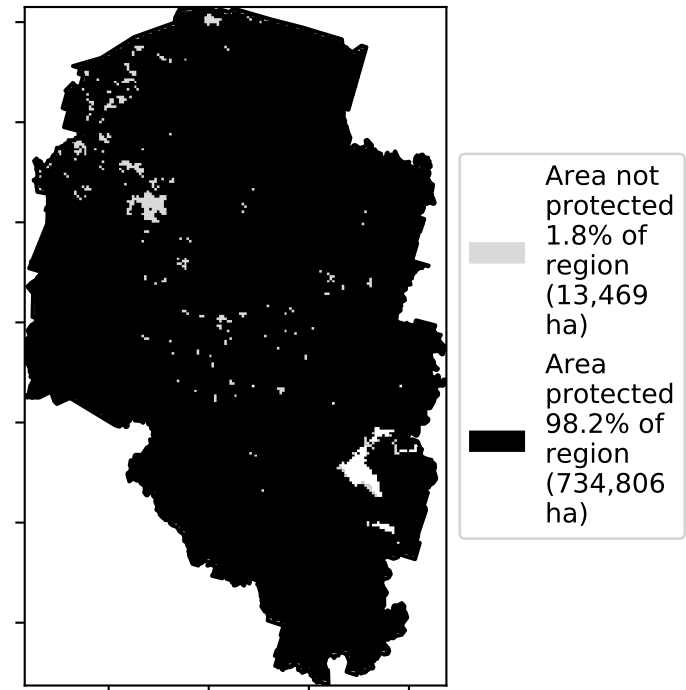 Area not
protected
1.8% of
region
(13,469
ha)
Area
protected
98.2% of
region
(734,806
ha)